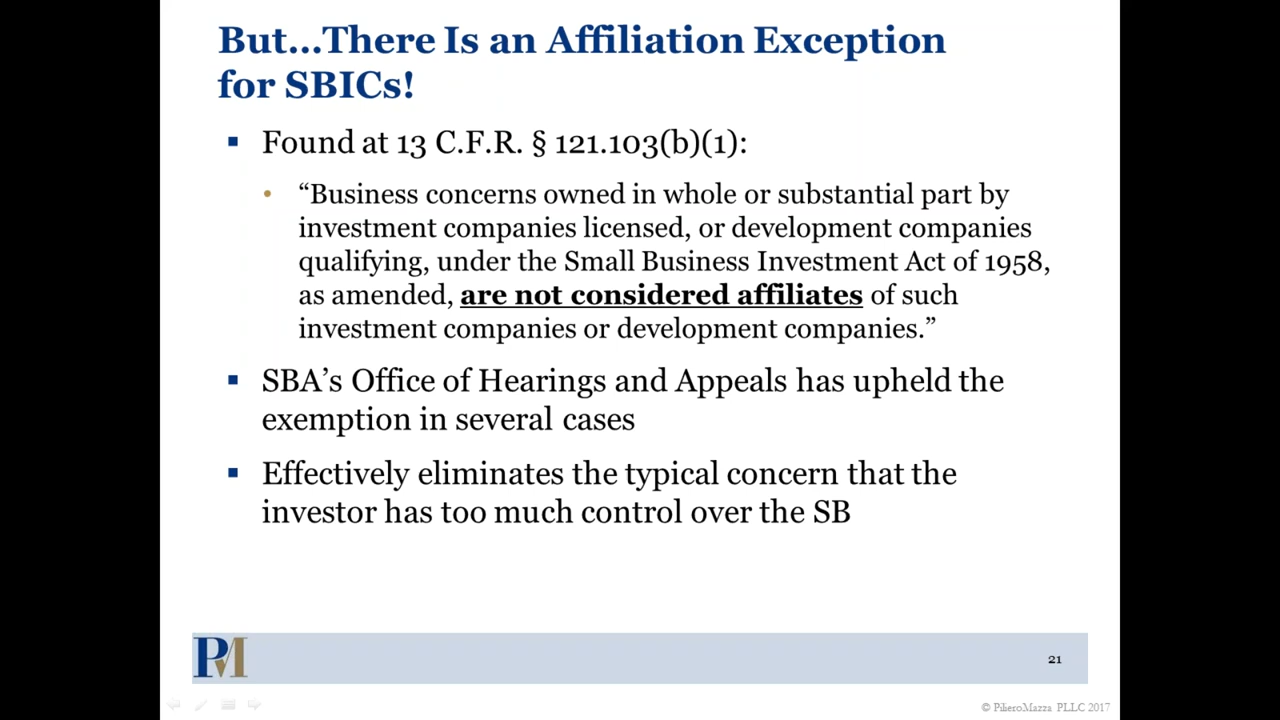 But...There Is an Affiliation Exception
for SBICs!
▪ Found at 13 C.F.R. § 121.103(b)(1):
• “Business concerns owned in whole or substantial part by
investment companies licensed, or development companies
qualifying, under the Small Business Investment Act of 1958,
as amended, are not considered affiliates of such
investment companies or development companies.”
▪ SBA’s Office of Hearings and Appeals has upheld the
exemption in several cases
▪ Effectively eliminates the typical concern that the
investor has too much control over the SB
PM
21
© PilieroMazza PLLC 2017